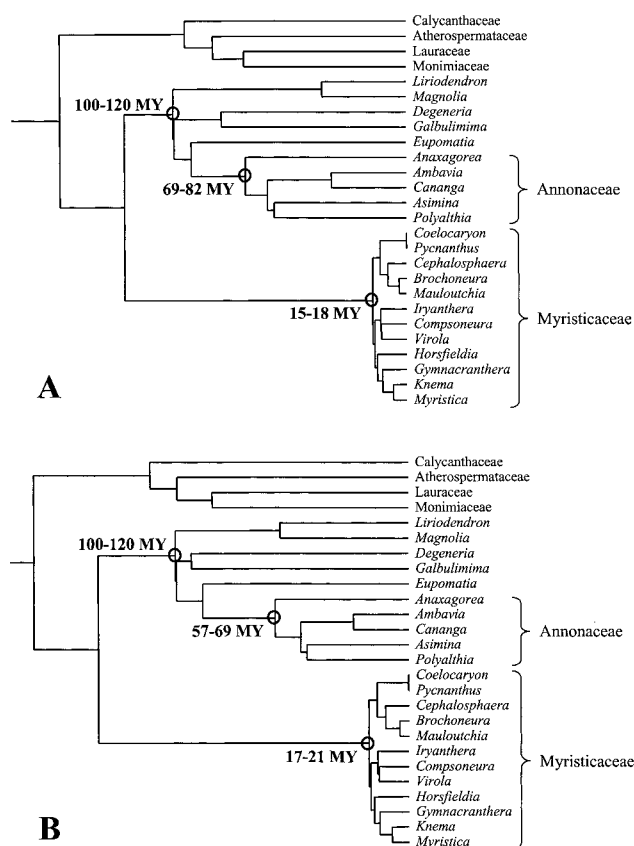 Calycanthaceae
Atherospermataceae
Lauraceae
Monimiaceae
Liriodendron
100-120 MY
Magnolia
Degeneria
Galbulimima
Eupomatia
Anaxagorea
69-82 MY
Ambavia
Cananga
Annonaceae
Asimina
Polyalthia
Coelocaryon
Pycnanthus
Cephalosphaera
Brochoneura
Mauloutchia
15-18 MY
Iryanthera
Myristicaceae
Compsoneura
Virola
Horsfieldia
Gymnacranthera
A
Knema
Myristica
Calycanthaceae
Atherospermataceae
Lauraceae
Monimiaceae
Liriodendron
100-120 MY
Magnolia
Degeneria
Galbulimima
Eupomatia
Anaxagorea
57-69 MY
Ambavia
Cananga
Annonaceae
Asimina
Polyalthia
Coelocaryon
Pycnanthus
Cephalosphaera
Brochoneura
Mauloutchia
17-21 MY
Iryanthera
Myristicaceae
Compsoneura
Virola
Horsfieldia
Gymnacranthera
B
Knema
Myristica